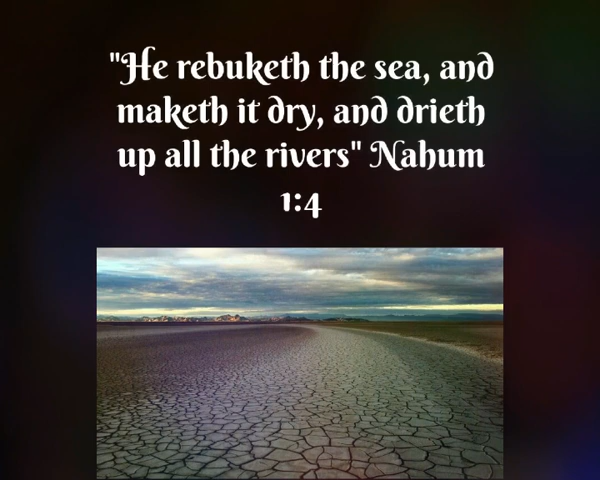 "He rebuketh the sea, and
maketh it dry, and drieth
up all the rivers" Nahum
1:4